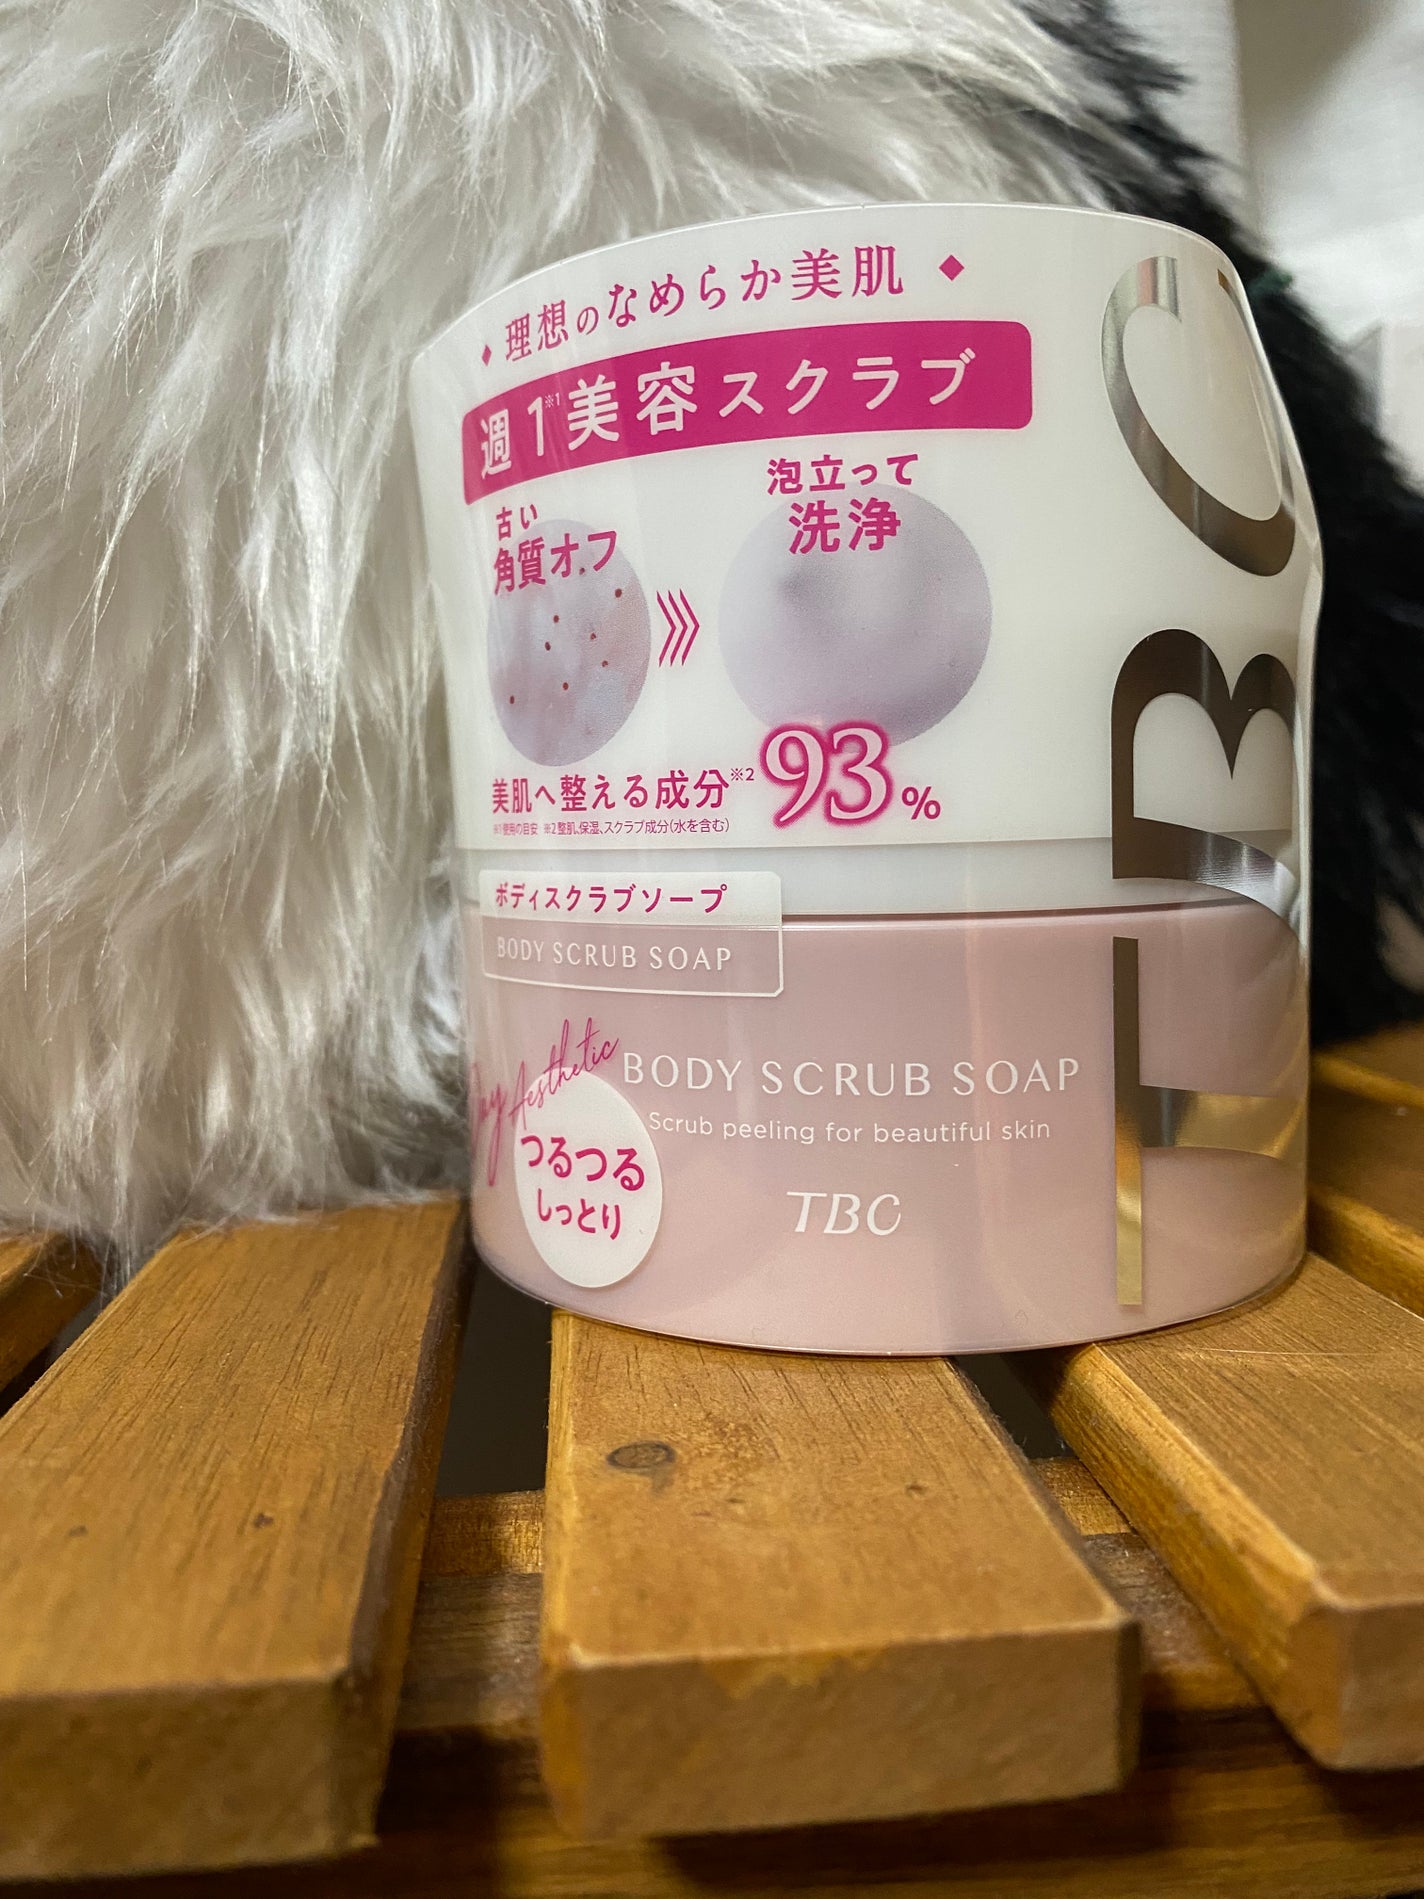 理想のなめらか美肌
週1※1美容スクラブ
古い
角質オフ
泡立って
洗浄
美肌へ整える成分※2 93%
※1使用の目安 ※2整肌、保湿、スクラブ成分(水を含む)
ボディスクラブソープ
BODY SCRUB SOAP
Aesthetic
BODY SCRUB SOAP
Scrub peeling for beautiful skin
つるつる
しっとり
TBC
TBC